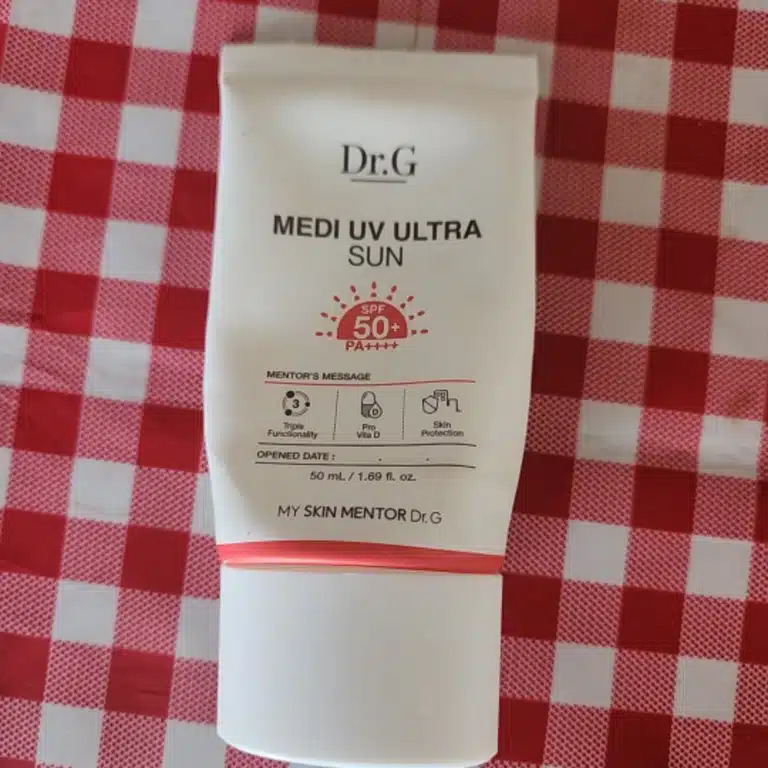 Dr.G
MEDI UV ULTRA
SUN
SPF
50+
PA++++
MENTOR'S MESSAGE
3
Triple
Functionality
D
Pro
Vita D
Skin
Protection
OPENED DATE : . .
50 mL / 1.69 fl. oz.
MY SKIN MENTOR Dr.G